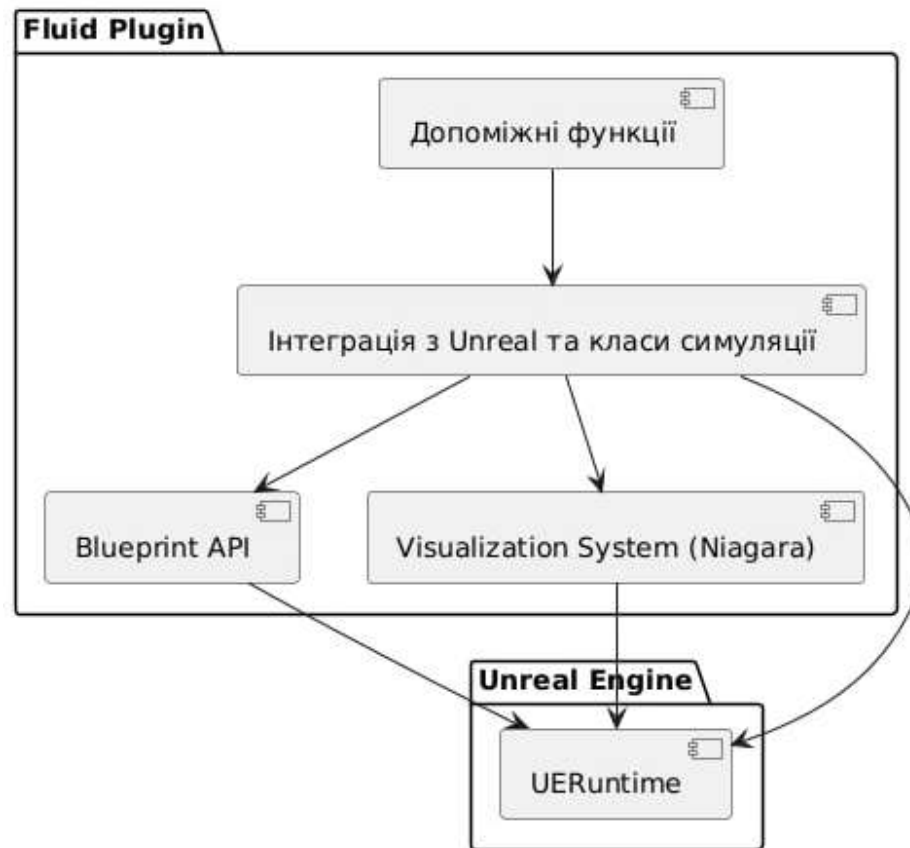 Fluid Plugin
Допоміжні функції
Інтеграція з Unreal та класи симуляції
Blueprint API
Visualization System (Niagara)
Unreal Engine
UERuntime